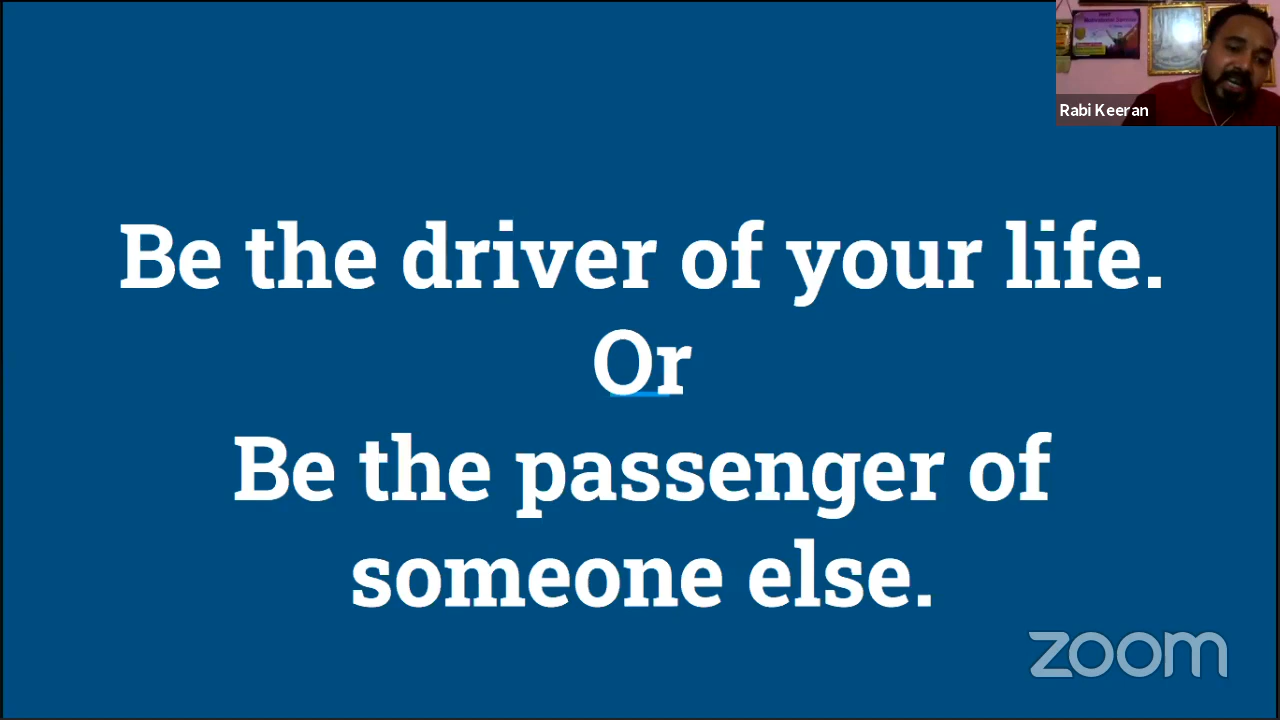 Rabi Keeran
Be the driver of your life.
Or
Be the passenger of
someone else.
zoom